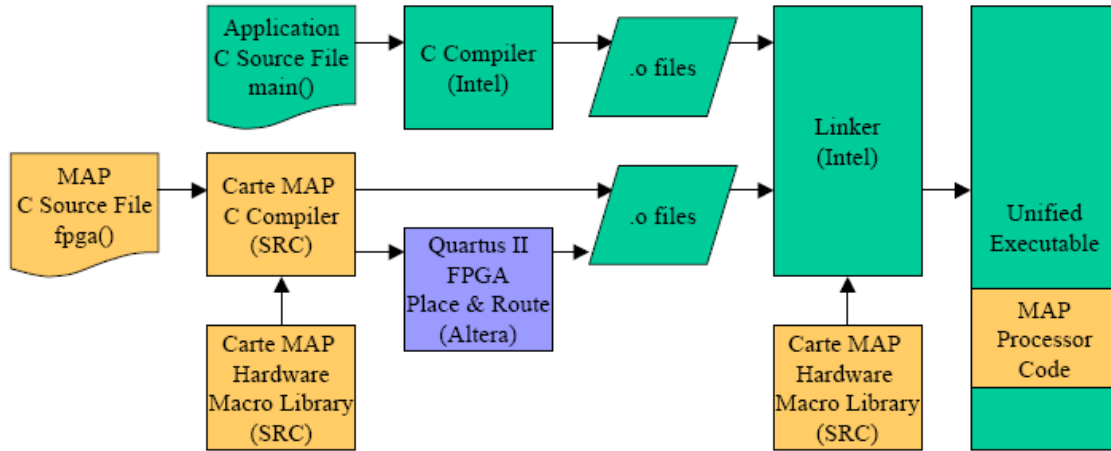 Application
C Source File
main()
C Compiler
(Intel)
.o files
Linker
(Intel)
MAP
C Source File
fpga()
Carte MAP
C Compiler
(SRC)
.o files
Quartus II
FPGA
Place & Route
(Altera)
Carte MAP
Hardware
Macro Library
(SRC)
Carte MAP
Hardware
Macro Library
(SRC)
Unified
Executable
MAP
Processor
Code